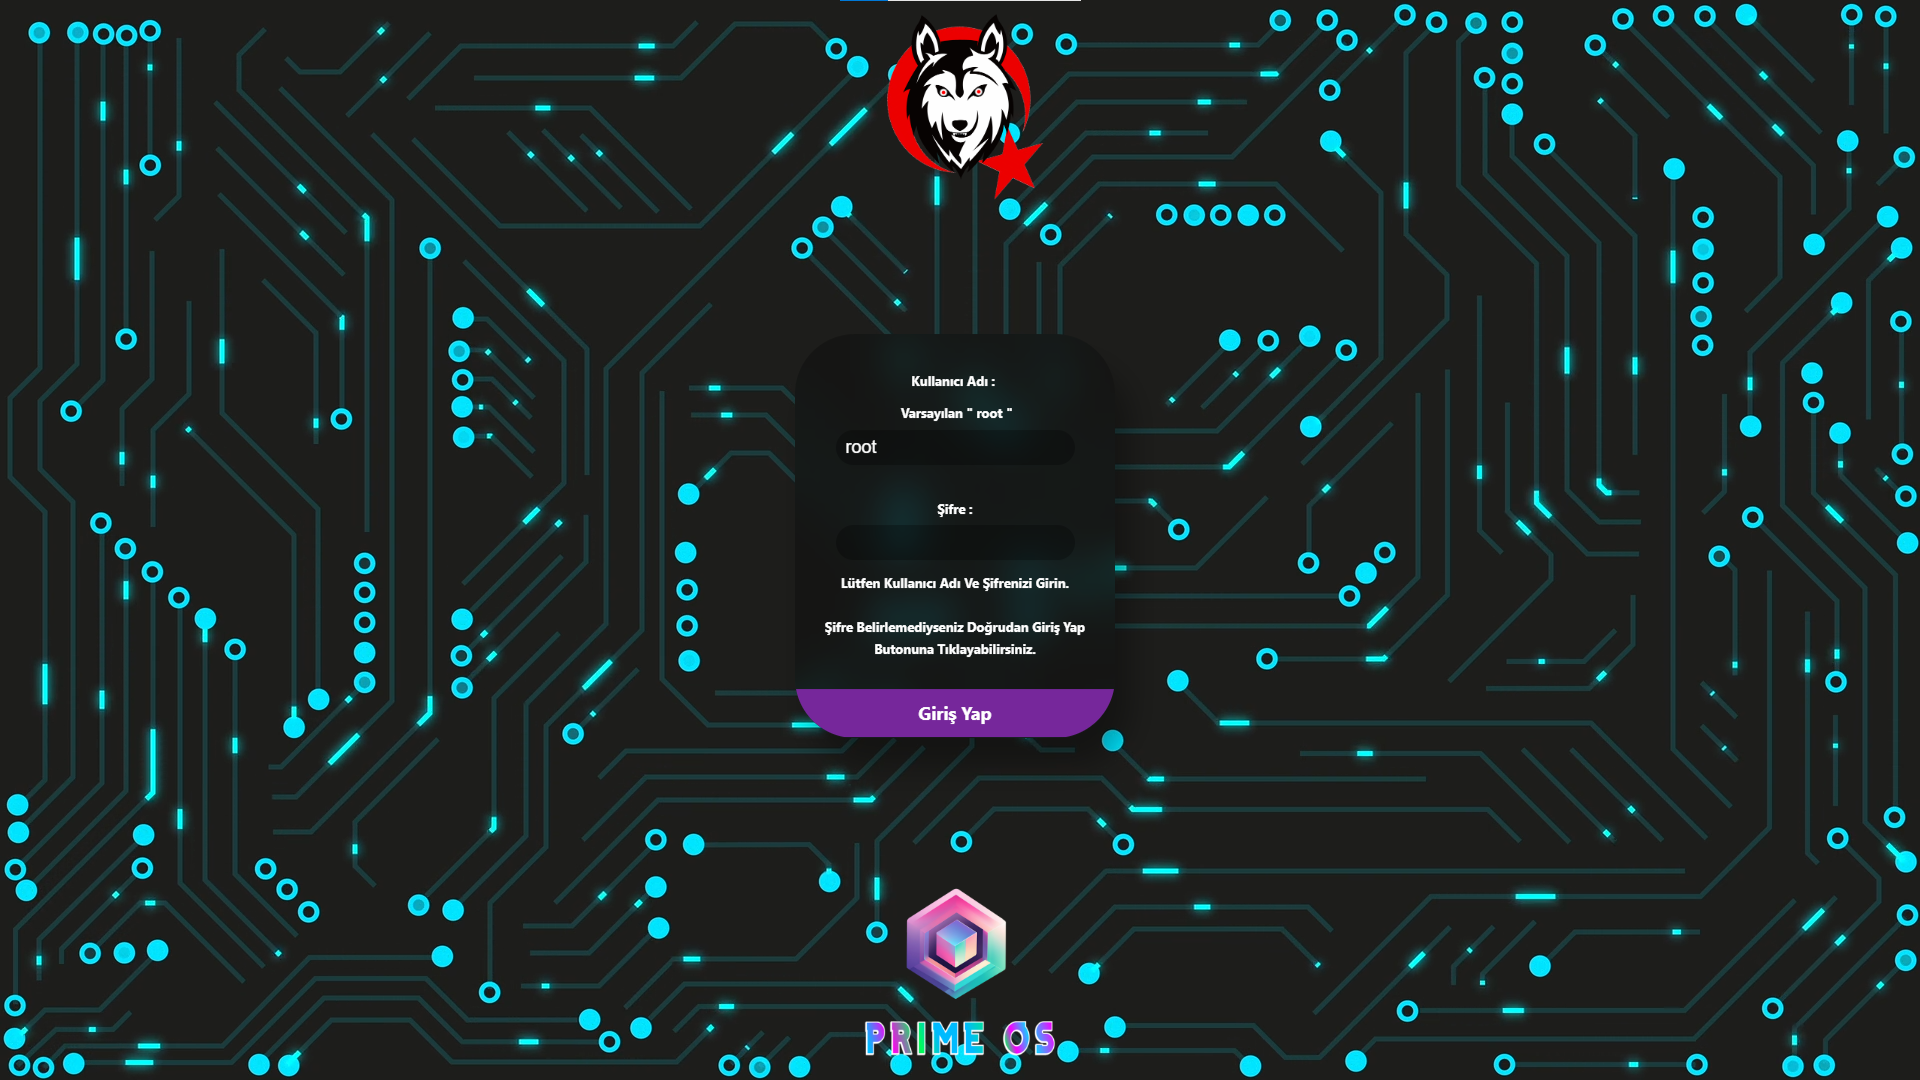 Kullanıcı Adı :
Varsayılan " root "
root
Şifre :
Lütfen Kullanıcı Adı Ve Şifrenizi Girin.
Şifre Belirlemediyseniz Doğrudan Giriş Yap
Butonuna Tıklayabilirsiniz.
Giriş Yap
PRIME OS